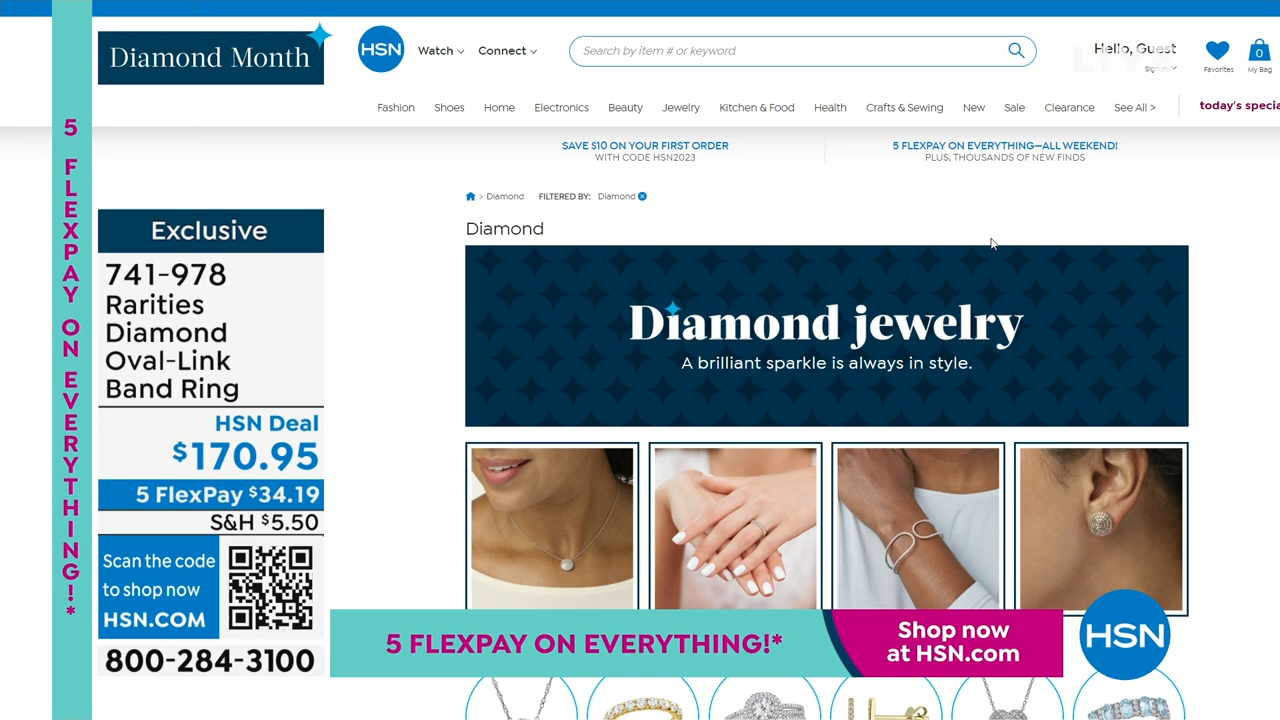 Diamond Month
HSN
Watch
Connect
Search by item # or keyword
Hello, Guest
Sign In
LIVE
Favorites
0
My Bag
Fashion
Shoes
Home
Electronics
Beauty
Jewelry
Kitchen & Food
Health
Crafts & Sewing
New
Sale
Clearance
See All >
today's specia
SAVE $10 ON YOUR FIRST ORDER
WITH CODE HSN2023
5 FLEXPAY ON EVERYTHING—ALL WEEKEND!
PLUS, THOUSANDS OF NEW FINDS
> Diamond
FILTERED BY: Diamond
Diamond
Diamond jewelry
A brilliant sparkle is always in style.
5 FLEXPAY ON EVERYTHING!*
Exclusive
741-978
Rarities
Diamond
Oval-Link
Band Ring
HSN Deal
$170.95
5 FlexPay $34.19
S&H $5.50
Scan the code
to shop now
HSN.COM
800-284-3100
5 FLEXPAY ON EVERYTHING!*
Shop now
at HSN.com
HSN